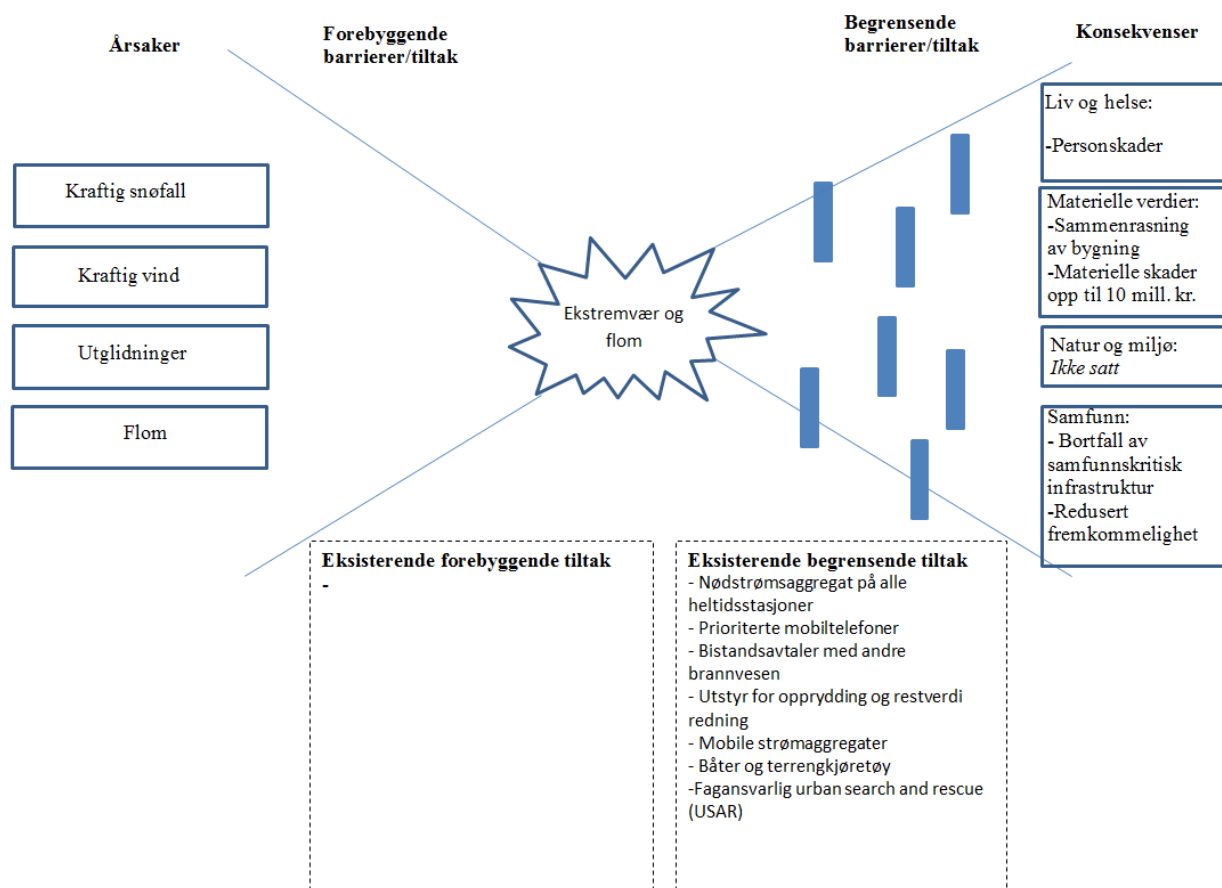 Årsaker
Forebyggende
barrierer/tiltak
Begrensende
barrierer/tiltak
Konsekvenser
Kraftig snøfall
Kraftig vind
Utglidninger
Flom
Ekstremvær og
flom
Liv og helse:
-Personskader
Materielle verdier:
-Sammenrasning
av bygning
-Materielle skader
opp til 10 mill. kr.
Natur og miljø:
Ikke satt
Samfunn:
- Bortfall av
samfunnskritisk
infrastruktur
-Redusert
fremkommelighet
Eksisterende forebyggende tiltak
-
Eksisterende begrensende tiltak
- Nødstrømsaggregat på alle
heltidsstasjoner
- Prioriterte mobiltelefoner
- Bistandsavtaler med andre
brannvesen
- Utstyr for opprydding og restverdi
redning
- Mobile strømaggregater
- Båter og terrengkjøretøy
-Fagansvarlig urban search and rescue
(USAR)